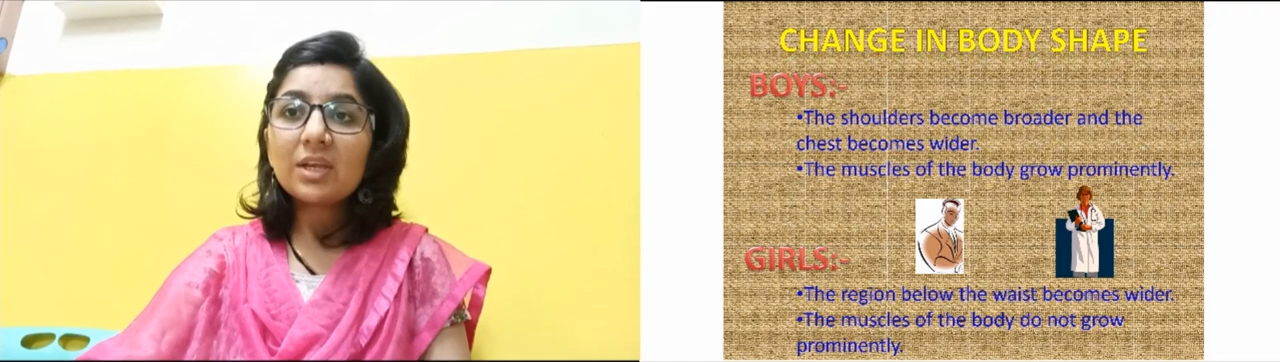 CHANGE IN BODY SHAPE
BOYS:-
•The shoulders become broader and the
chest becomes wider.
•The muscles of the body grow prominently.
GIRLS:-
•The region below the waist becomes wider.
•The muscles of the body do not grow
prominently.